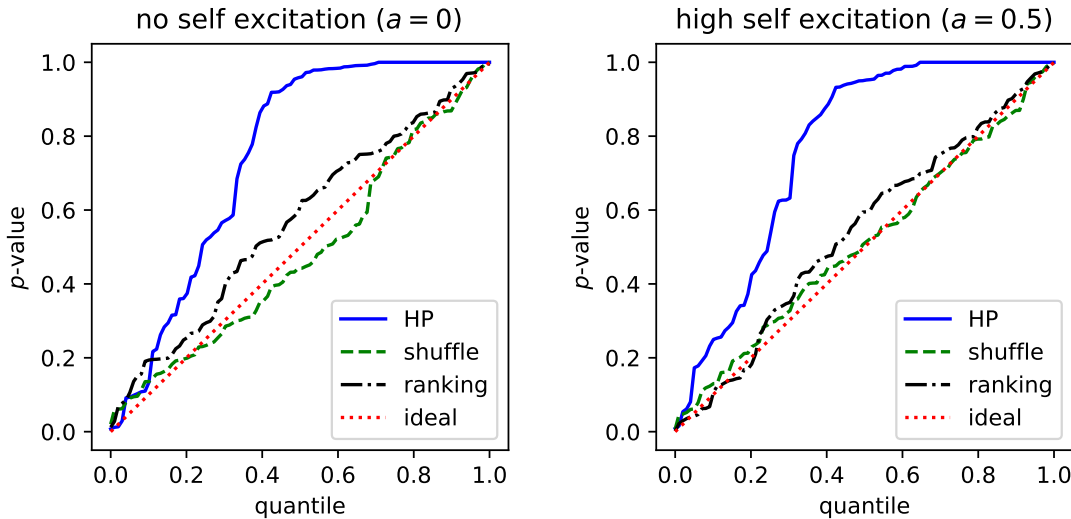 no self excitation (a = 0)
p-value
1.0
0.8
0.6
0.4
0.2
0.0
HP
shuffle
ranking
ideal
0.0 0.2 0.4 0.6 0.8 1.0
quantile
high self excitation (a = 0.5)
p-value
1.0
0.8
0.6
0.4
0.2
0.0
HP
shuffle
ranking
ideal
0.0 0.2 0.4 0.6 0.8 1.0
quantile